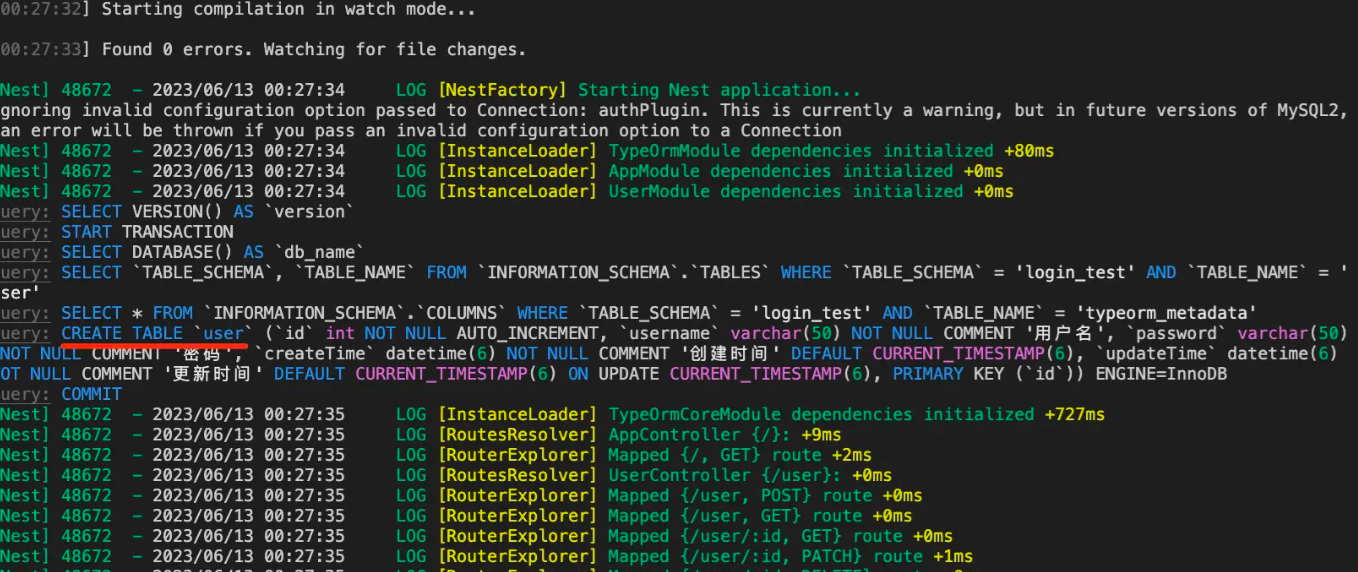 00:27:32] Starting compilation in watch mode...
00:27:33] Found 0 errors. Watching for file changes.
Nest] 48672  - 2023/06/13 00:27:34     LOG [NestFactory] Starting Nest application...
gnoring invalid configuration option passed to Connection: authPlugin. This is currently a warning, but in future versions of MySQL2,
an error will be thrown if you pass an invalid configuration option to a Connection
Nest] 48672  - 2023/06/13 00:27:34     LOG [InstanceLoader] TypeOrmModule dependencies initialized +80ms
Nest] 48672  - 2023/06/13 00:27:34     LOG [InstanceLoader] AppModule dependencies initialized +0ms
Nest] 48672  - 2023/06/13 00:27:34     LOG [InstanceLoader] UserModule dependencies initialized +0ms
uery: SELECT VERSION() AS `version`
uery: START TRANSACTION
uery: SELECT DATABASE() AS `db_name`
uery: SELECT `TABLE_SCHEMA`, `TABLE_NAME` FROM `INFORMATION_SCHEMA`.`TABLES` WHERE `TABLE_SCHEMA` = 'login_test' AND `TABLE_NAME` = '
ser'
uery: SELECT * FROM `INFORMATION_SCHEMA`.`COLUMNS` WHERE `TABLE_SCHEMA` = 'login_test' AND `TABLE_NAME` = 'typeorm_metadata'
uery: CREATE TABLE `user` (`id` int NOT NULL AUTO_INCREMENT, `username` varchar(50) NOT NULL COMMENT '用户名', `password` varchar(50)
NOT NULL COMMENT '密码', `createTime` datetime(6) NOT NULL COMMENT '创建时间' DEFAULT CURRENT_TIMESTAMP(6), `updateTime` datetime(6)
OT NULL COMMENT '更新时间' DEFAULT CURRENT_TIMESTAMP(6) ON UPDATE CURRENT_TIMESTAMP(6), PRIMARY KEY (`id`)) ENGINE=InnoDB
uery: COMMIT
Nest] 48672  - 2023/06/13 00:27:35     LOG [InstanceLoader] TypeOrmCoreModule dependencies initialized +727ms
Nest] 48672  - 2023/06/13 00:27:35     LOG [RoutesResolver] AppController {/}: +9ms
Nest] 48672  - 2023/06/13 00:27:35     LOG [RouterExplorer] Mapped {/, GET} route +2ms
Nest] 48672  - 2023/06/13 00:27:35     LOG [RoutesResolver] UserController {/user}: +0ms
Nest] 48672  - 2023/06/13 00:27:35     LOG [RouterExplorer] Mapped {/user, POST} route +0ms
Nest] 48672  - 2023/06/13 00:27:35     LOG [RouterExplorer] Mapped {/user, GET} route +0ms
Nest] 48672  - 2023/06/13 00:27:35     LOG [RouterExplorer] Mapped {/user/:id, GET} route +0ms
Nest] 48672  - 2023/06/13 00:27:35     LOG [RouterExplorer] Mapped {/user/:id, PATCH} route +1ms